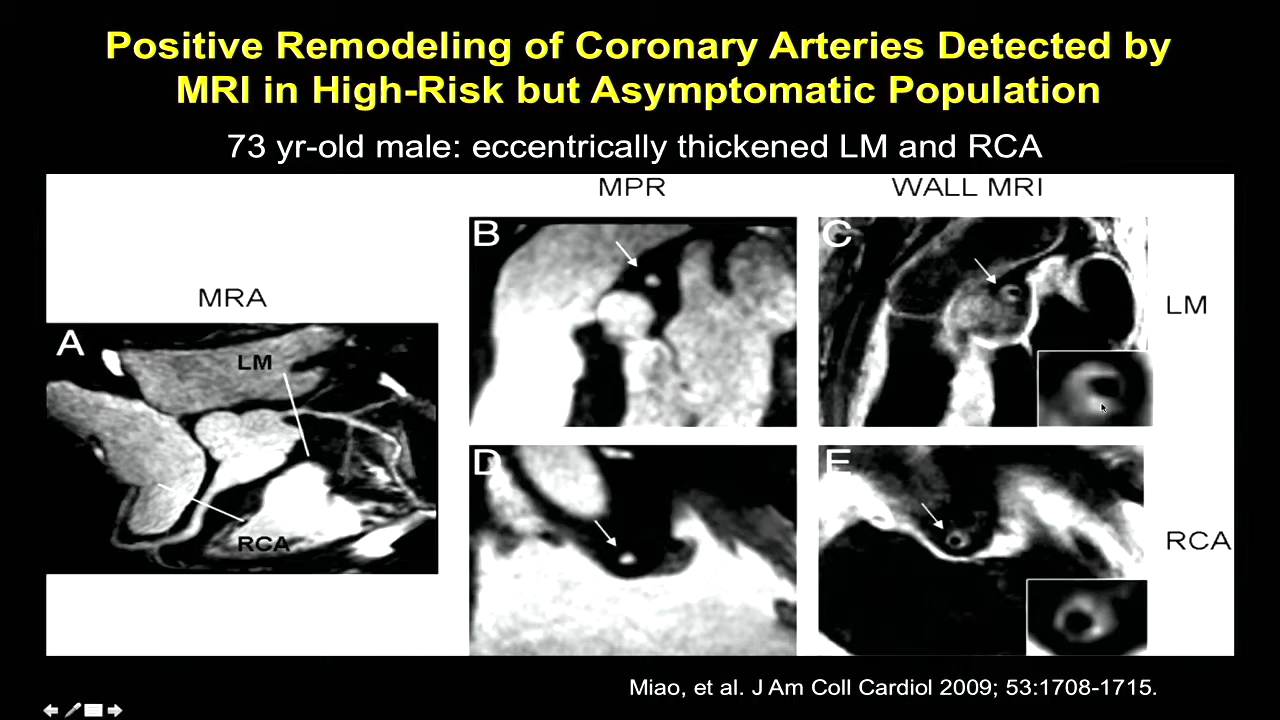 Positive Remodeling of Coronary Arteries Detected by
MRI in High-Risk but Asymptomatic Population
73 yr-old male: eccentrically thickened LM and RCA
MPR
WALL MRI
MRA
A
LM
RCA
B
C
LM
D
E
RCA
Miao, et al. J Am Coll Cardiol 2009; 53:1708-1715.